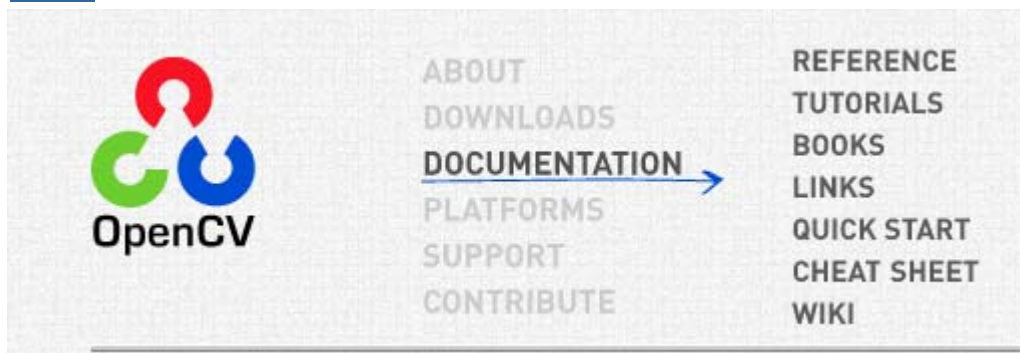 OpenCV
ABOUT
DOWNLOADS
DOCUMENTATION
PLATFORMS
SUPPORT
CONTRIBUTE
REFERENCE
TUTORIALS
BOOKS
LINKS
QUICK START
CHEAT SHEET
WIKI